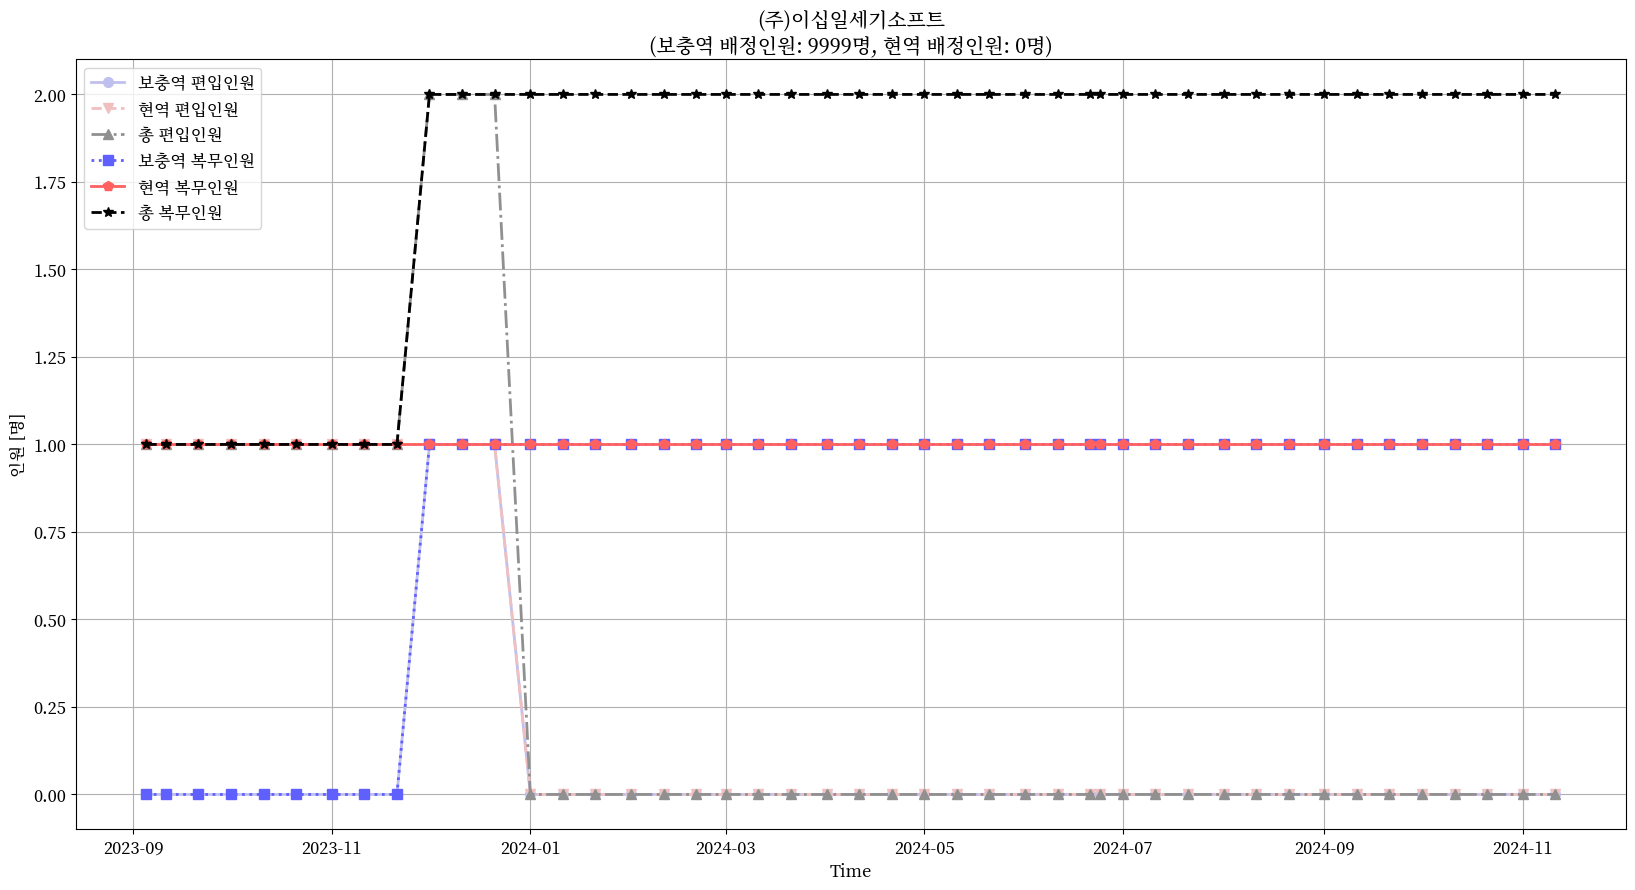 (주)이십일세기소프트
(보충역 배정인원: 9999명, 현역 배정인원: 0명)
보충역 편입인원
현역 편입인원
총 편입인원
보충역 복무인원
현역 복무인원
총 복무인원
인원 [명]
2.00
1.75
1.50
1.25
1.00
0.75
0.50
0.25
0.00
2023-09 2023-11 2024-01 2024-03 2024-05 2024-07 2024-09 2024-11
Time